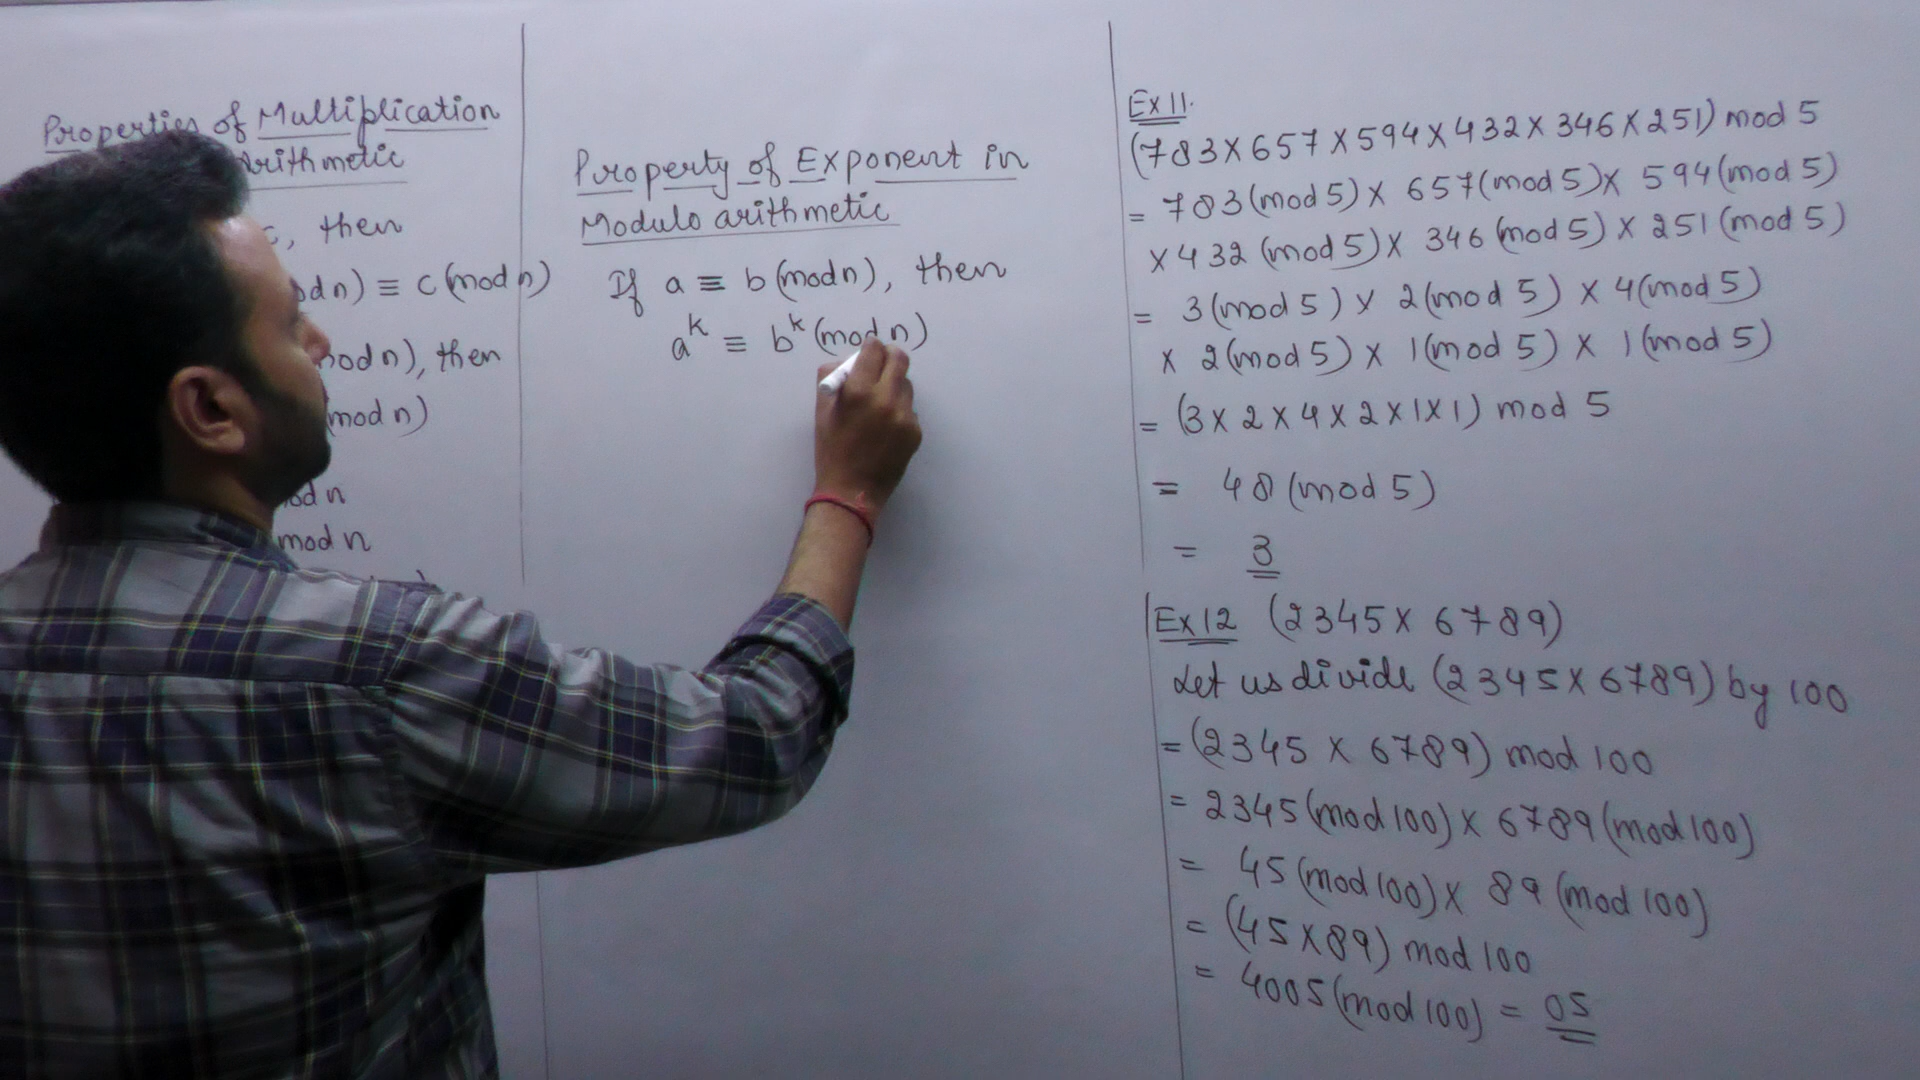 Properties of Multiplication
arithmetic
c, then
(mod n) ≡ c (mod n)
(mod n), then
(mod n)
mod n
mod n
Property of Exponent in
Modulo arithmetic
If a ≡ b (mod n), then
a^k ≡ b^k (mod n)
Ex 11.
(783 × 657 × 594 × 432 × 346 × 251) mod 5
= 783 (mod 5) × 657 (mod 5) × 594 (mod 5)
× 432 (mod 5) × 346 (mod 5) × 251 (mod 5)
= 3 (mod 5) × 2 (mod 5) × 4 (mod 5)
× 2 (mod 5) × 1 (mod 5) × 1 (mod 5)
= (3 × 2 × 4 × 2 × 1 × 1) mod 5
= 48 (mod 5)
= 3
Ex 12 (2345 × 6789)
Let us divide (2345 × 6789) by 100
= (2345 × 6789) mod 100
= 2345 (mod 100) × 6789 (mod 100)
= 45 (mod 100) × 89 (mod 100)
= (45 × 89) mod 100
= 4005 (mod 100) = 05